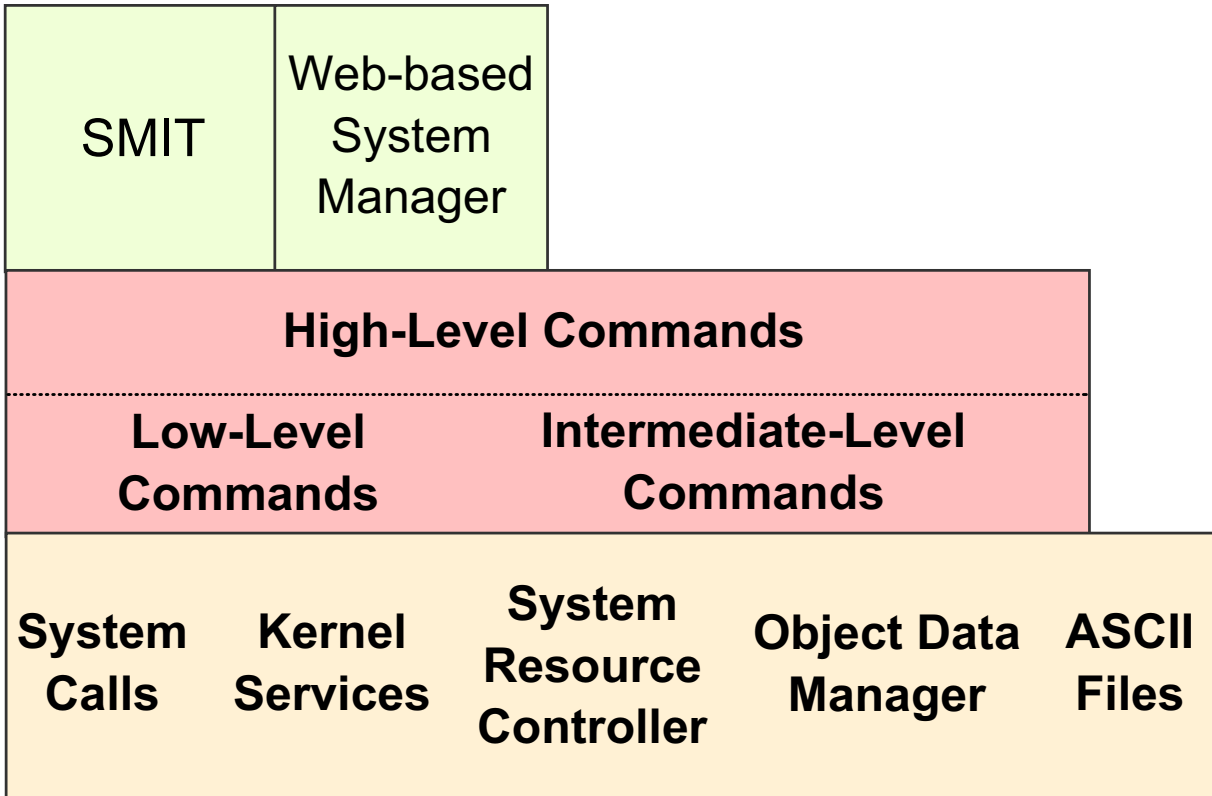 SMIT
Web-based
System
Manager
High-Level Commands
Low-Level
Commands
Intermediate-Level
Commands
System
Calls
Kernel
Services
System
Resource
Controller
Object Data
Manager
ASCII
Files